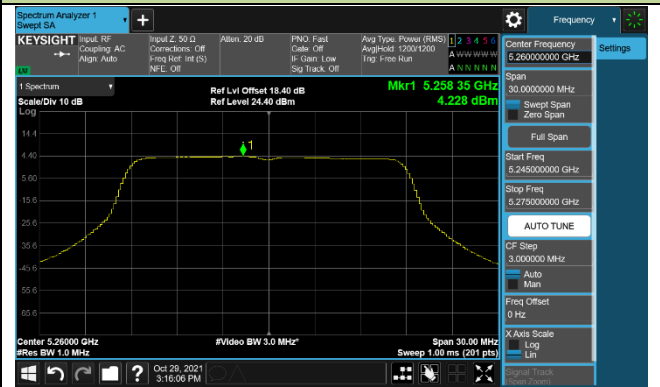 Spectrum Analyzer 1
Swept SA
+
Frequency
KEYSIGHT
Input: RF
Coupling: AC
Align: Auto
Input Z: 50 Ω
Corrections: Off
Freq Ref: Int (S)
NFE: Off
Atten: 20 dB
PNO: Fast
Gate: Off
IF Gain: Low
Sig Track: Off
Avg Type: Power (RMS)
Avg|Hold: 1200/1200
Trig: Free Run
1 2 3 4 5 6
A W W W W W
A N N N N N
LXI
1 Spectrum
Scale/Div 10 dB
Log
Ref Lvl Offset 18.40 dB
Ref Level 24.40 dBm
Mkr1 5.258 35 GHz
4.228 dBm
14.4
4.40
-5.60
-15.6
-25.6
-35.6
-45.6
-55.6
-65.6
1
Center 5.26000 GHz
#Res BW 1.0 MHz
#Video BW 3.0 MHz*
Span 30.00 MHz
Sweep 1.00 ms (201 pts)
Center Frequency
5.260000000 GHz
Settings
Span
30.0000000 MHz
Swept Span
Zero Span
Full Span
Start Freq
5.245000000 GHz
Stop Freq
5.275000000 GHz
AUTO TUNE
CF Step
3.000000 MHz
Auto
Man
Freq Offset
0 Hz
X Axis Scale
Log
Lin
Signal Track
(Span Zoom)
?
Oct 29, 2021
3:16:06 PM